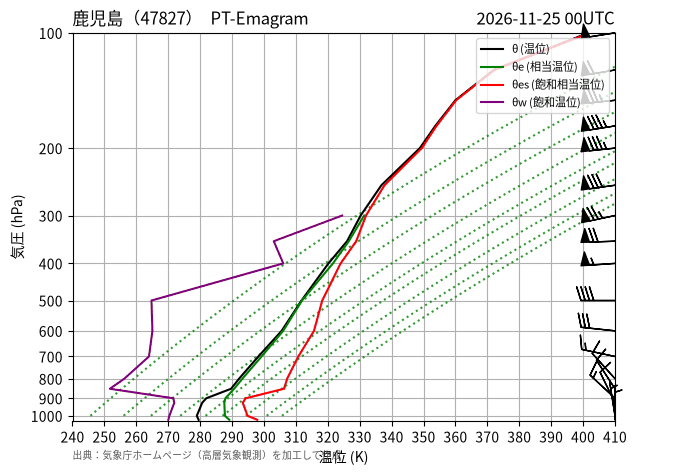 鹿児島（47827） PT-Emagram
2026-11-25 00UTC
θ (温位)
θe (相当温位)
θes (飽和相当温位)
θw (飽和温位)
気圧 (hPa)
100
200
300
400
500
600
700
800
900
1000
240 250 260 270 280 290 300 310 320 330 340 350 360 370 380 390 400 410
温位 (K)
出典：気象庁ホームページ（高層気象観測）を加工して